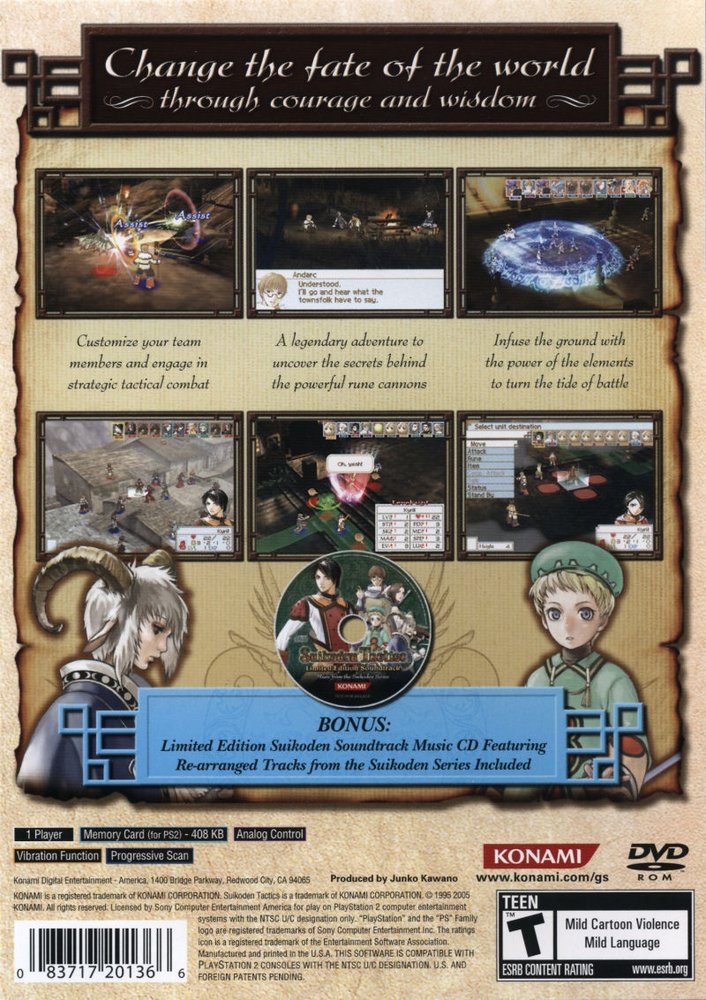 Change the fate of the world
through courage and wisdom
Assist
Assist
Andarc
Understood.
I'll go and hear what the
townsfolk have to say.
Customize your team
members and engage in
strategic tactical combat
A legendary adventure to
uncover the secrets behind
the powerful rune cannons
Infuse the ground with
the power of the elements
to turn the tide of battle
Kyril
Oh, yeah!
Kyril
Select unit destination
Move
Attack
Rune
Item
Status
Stand By
Height 4
Kyril
Suikoden Tactics
Limited Edition Soundtrack
Music from the Suikoden Series
KONAMI
BONUS:
Limited Edition Suikoden Soundtrack Music CD Featuring
Re-arranged Tracks from the Suikoden Series Included
1 Player
Memory Card (for PS2) - 408 KB
Analog Control
Vibration Function
Progressive Scan
KONAMI
DVD
ROM
www.konami.com/gs
Konami Digital Entertainment - America, 1400 Bridge Parkway, Redwood City, CA 94065
Produced by Junko Kawano
KONAMI is a registered trademark of KONAMI CORPORATION. Suikoden Tactics is a trademark of KONAMI CORPORATION. © 1995 2005
KONAMI. All rights reserved. Licensed by Sony Computer Entertainment America for play on PlayStation 2 computer entertainment
systems with the NTSC U/C designation only. "PlayStation" and the "PS" Family
logo are registered trademarks of Sony Computer Entertainment Inc. The ratings
icon is a registered trademark of the Entertainment Software Association.
Manufactured and printed in the U.S.A. THIS SOFTWARE IS COMPATIBLE WITH
PLAYSTATION 2 CONSOLES WITH THE NTSC U/C DESIGNATION. U.S. AND
FOREIGN PATENTS PENDING.
0 83717 20136 6
TEEN
T
Mild Cartoon Violence
Mild Language
ESRB CONTENT RATING
www.esrb.org